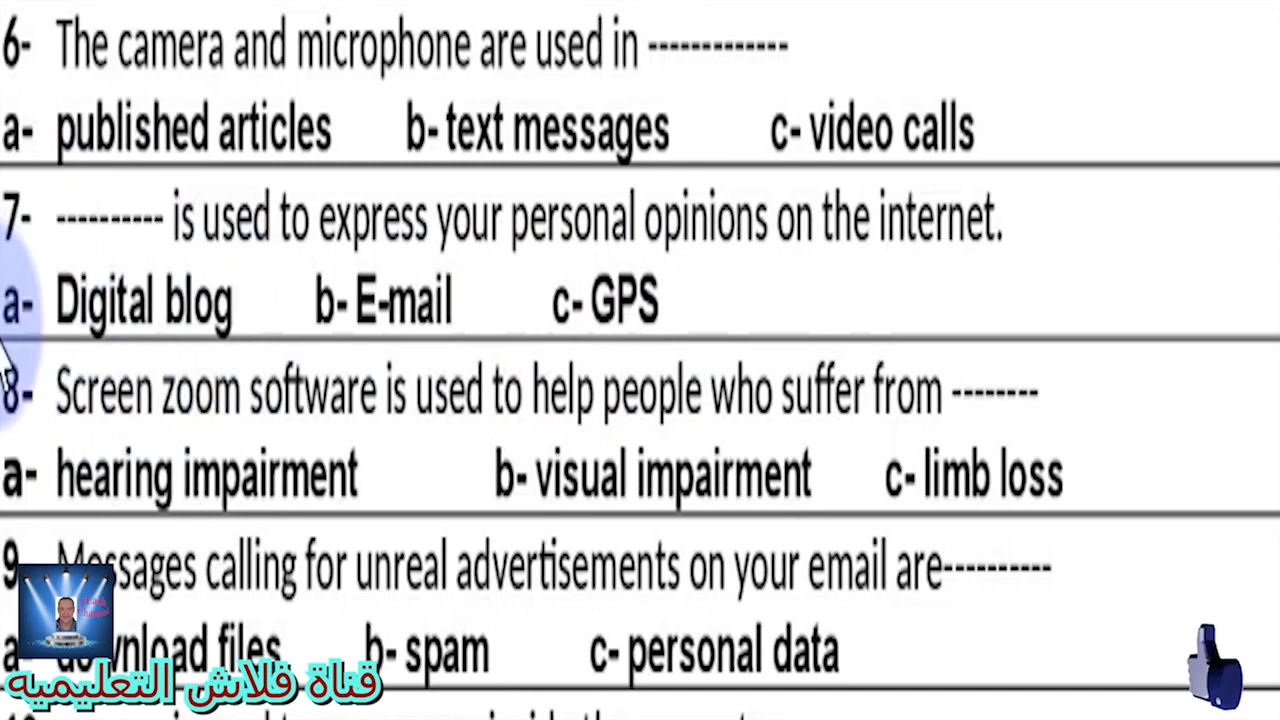 6- The camera and microphone are used in -------------
a- published articles b- text messages c- video calls
7- ---------- is used to express your personal opinions on the internet.
a- Digital blog b- E-mail c- GPS
8- Screen zoom software is used to help people who suffer from --------
a- hearing impairment b- visual impairment c- limb loss
9- Messages calling for unreal advertisements on your email are----------
a- download files b- spam c- personal data
قناة فلاش التعليميه